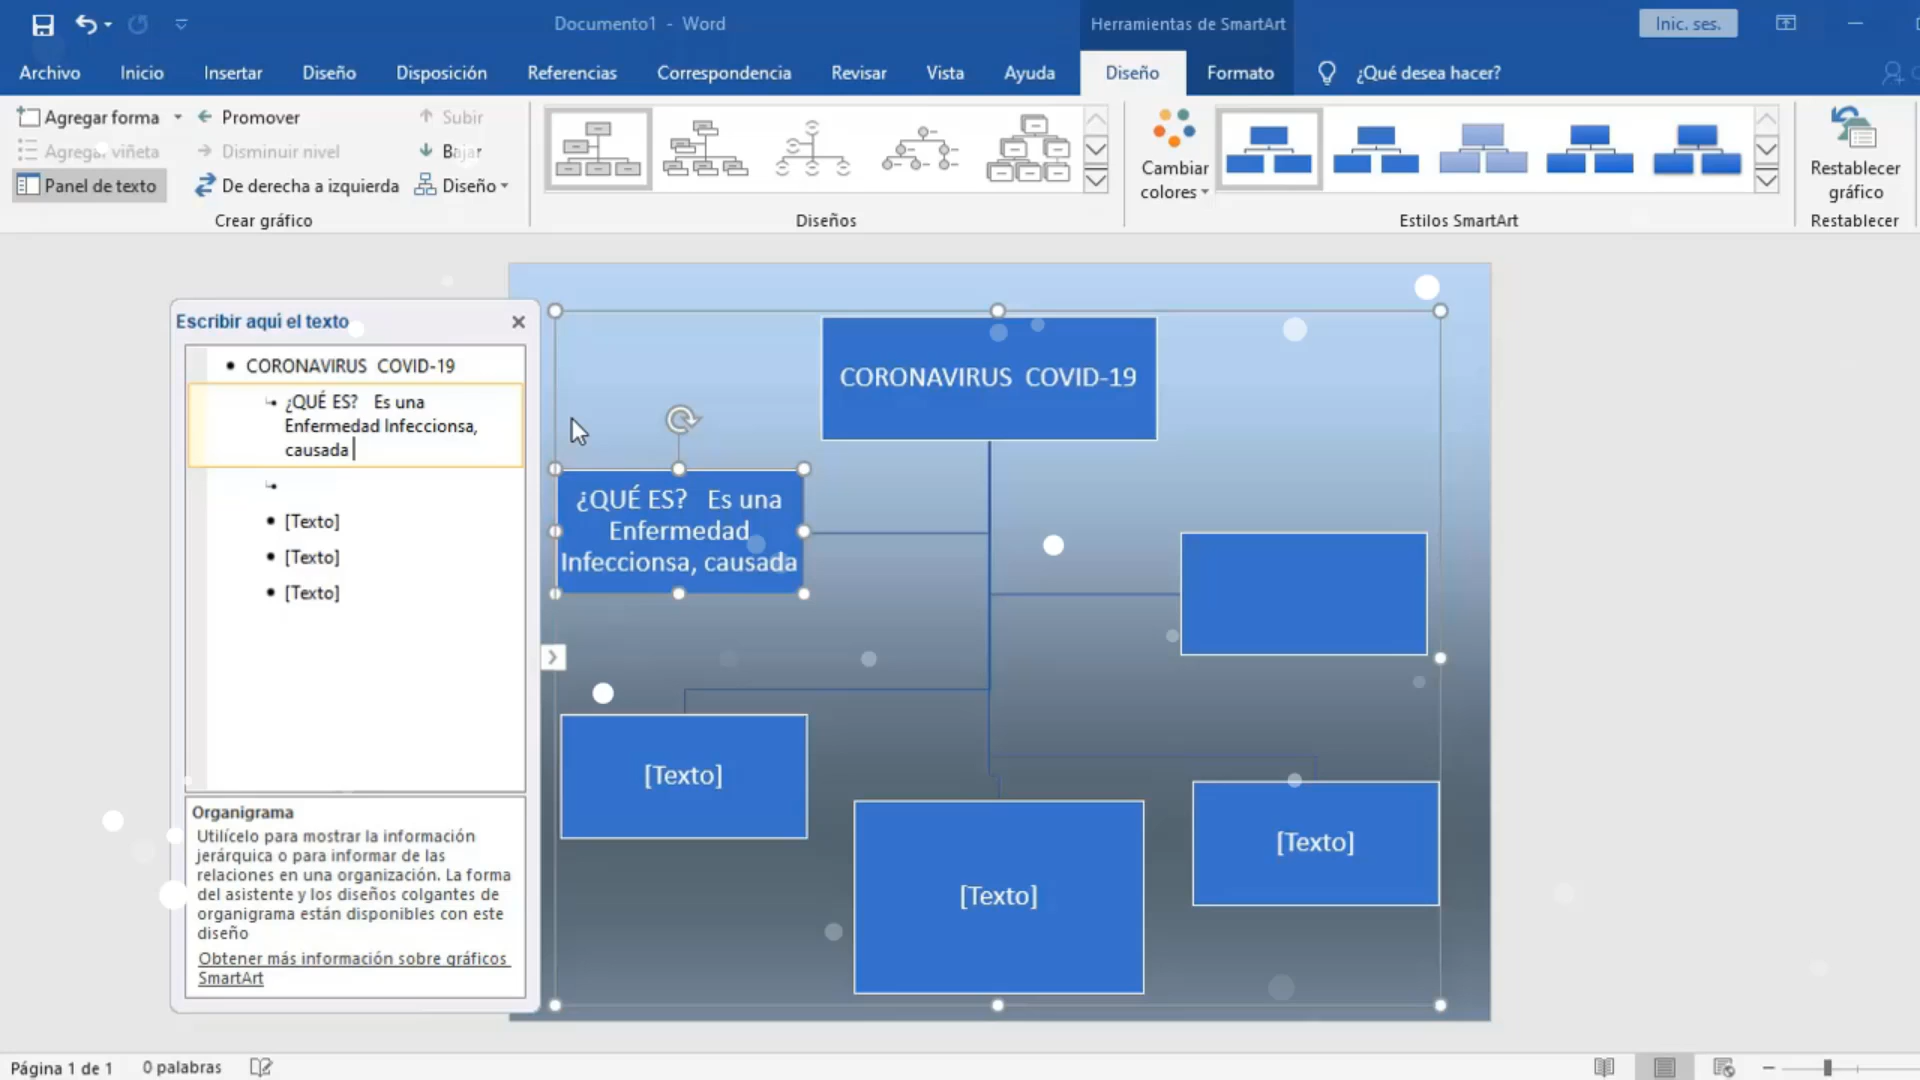 Documento1 - Word
Herramientas de SmartArt
Inic. ses.
Archivo Inicio Insertar Diseño Disposición Referencias Correspondencia Revisar Vista Ayuda Diseño Formato ¿Qué desea hacer?
Agregar forma Promover Subir
Agregar viñeta Disminuir nivel Bajar
Panel de texto De derecha a izquierda Diseño
Crear gráfico
Diseños
Cambiar
colores
Estilos SmartArt
Restablecer
gráfico
Restablecer
Escribir aquí el texto
CORONAVIRUS COVID-19
¿QUÉ ES? Es una
Enfermedad Infeccionsa,
causada
[Texto]
[Texto]
[Texto]
Organigrama
Utilícelo para mostrar la información
jerárquica o para informar de las
relaciones en una organización. La forma
del asistente y los diseños colgantes de
organigrama están disponibles con este
diseño
Obtener más información sobre gráficos
SmartArt
CORONAVIRUS COVID-19
¿QUÉ ES? Es una
Enfermedad
Infeccionsa, causada
[Texto]
[Texto]
[Texto]
Página 1 de 1 0 palabras